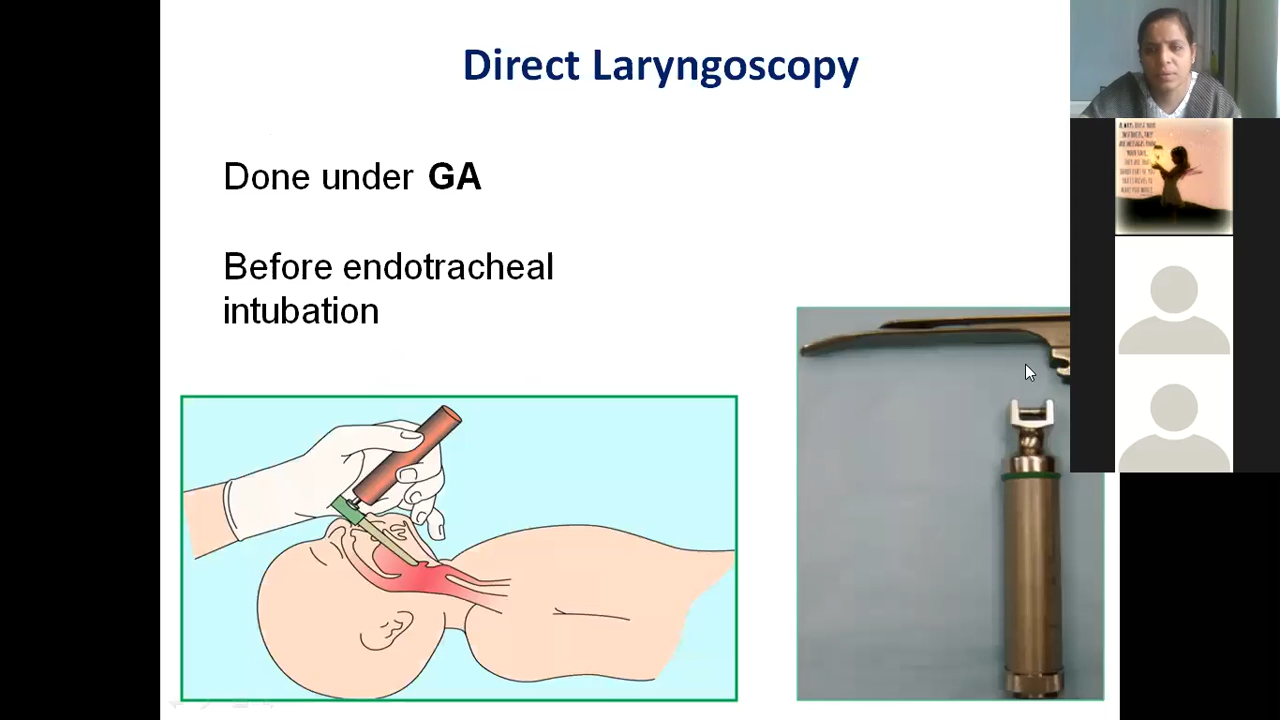 Direct Laryngoscopy
Done under GA
Before endotracheal
intubation